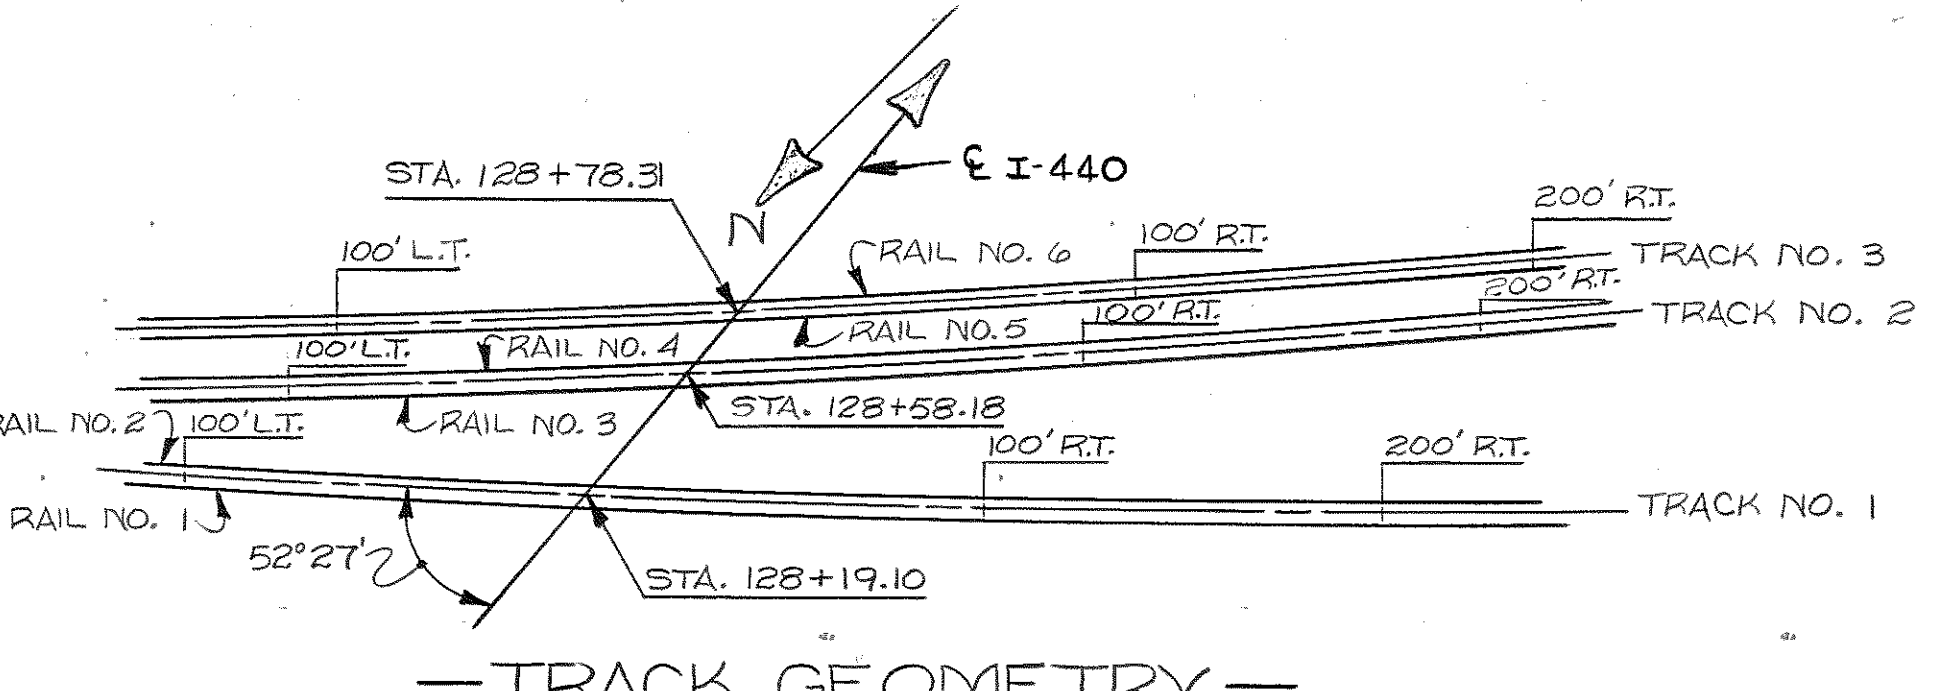 STA. 128+78.31
℄ I-440
N
200' R.T.
100' L.T.
RAIL NO. 6
100' R.T.
TRACK NO. 3
200' R.T.
100' R.T.
TRACK NO. 2
RAIL NO. 5
100' L.T.
RAIL NO. 4
STA. 128+58.18
RAIL NO. 2
100' L.T.
RAIL NO. 3
100' R.T.
200' R.T.
RAIL NO. 1
TRACK NO. 1
52°27'
STA. 128+19.10
— TRACK GEOMETRY —